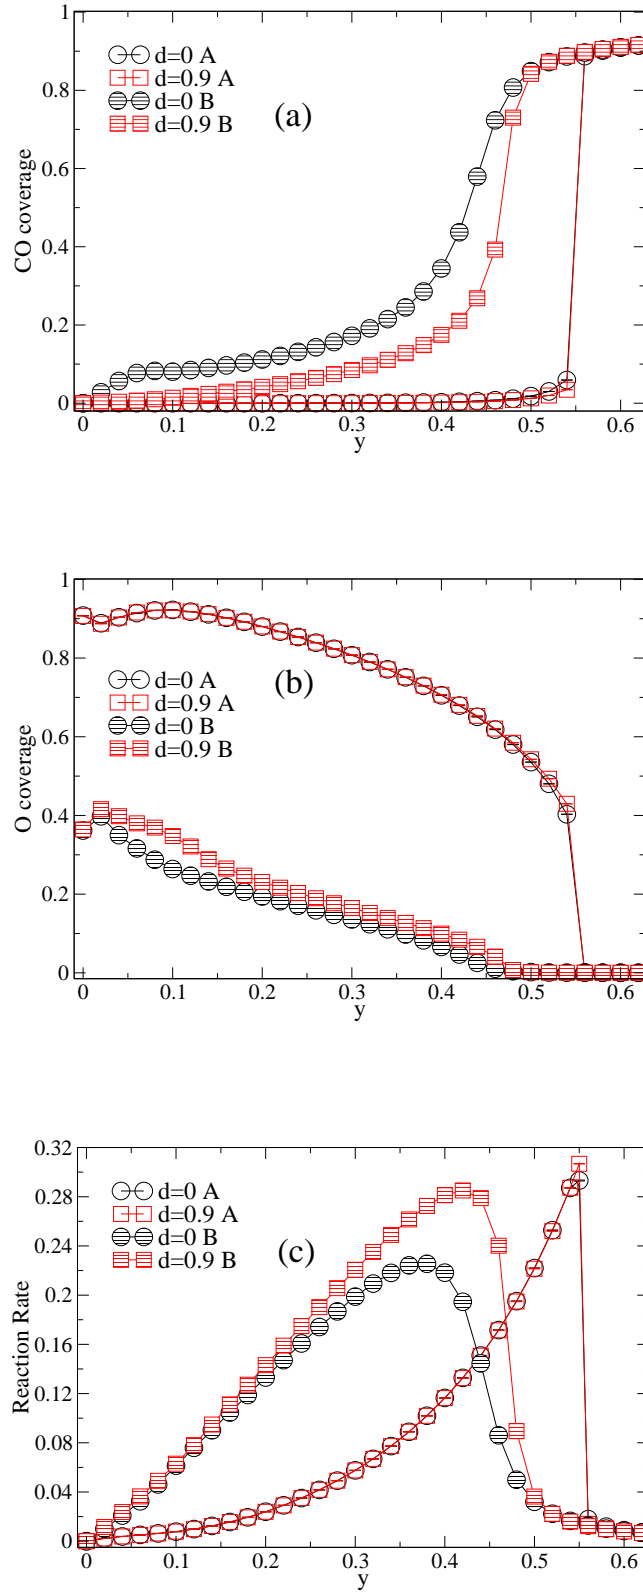 1
0.8
0.6
0.4
0.2
0
CO coverage
d=0 A
d=0.9 A
d=0 B
d=0.9 B
(a)
0 0.1 0.2 0.3 0.4 0.5 0.6
y
1
0.8
0.6
0.4
0.2
0
O coverage
d=0 A
d=0.9 A
d=0 B
d=0.9 B
(b)
0 0.1 0.2 0.3 0.4 0.5 0.6
y
0.32
0.28
0.24
0.20
0.16
0.12
0.08
0.04
0
Reaction Rate
d=0 A
d=0.9 A
d=0 B
d=0.9 B
(c)
0 0.1 0.2 0.3 0.4 0.5 0.6
y